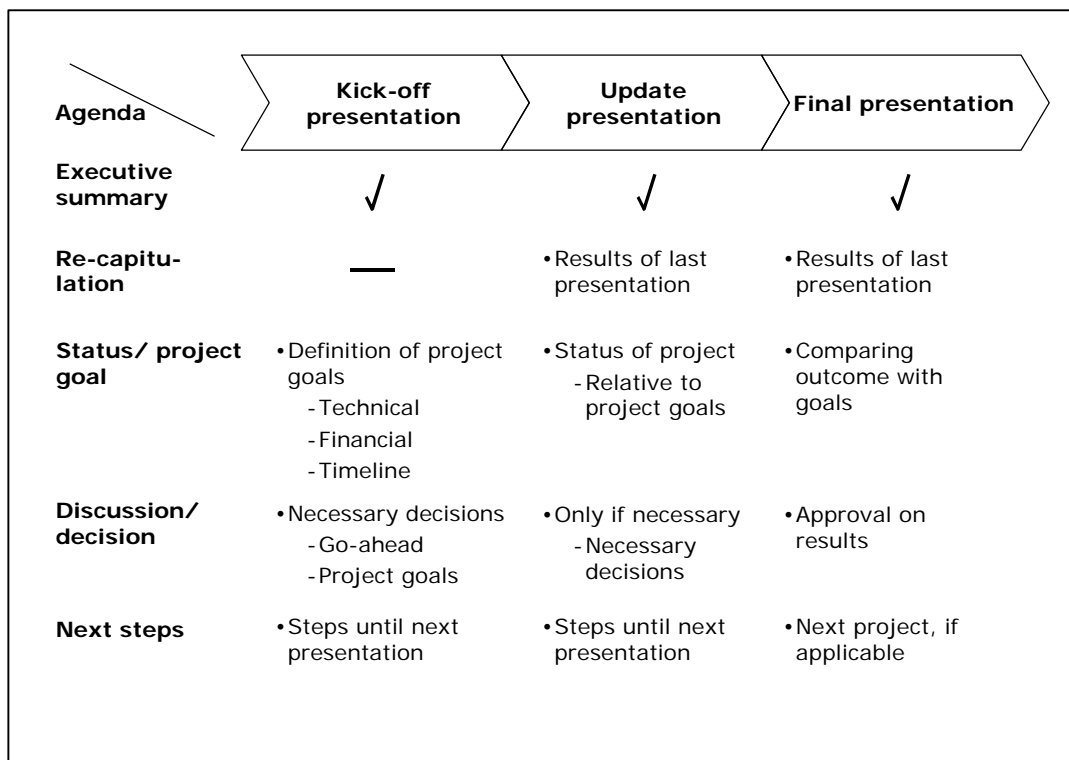 Agenda
Kick-off
presentation
Update
presentation
Final presentation
Executive
summary
√
√
√
Re-capitu-
lation
—
•Results of last
presentation
•Results of last
presentation
Status/ project
goal
•Definition of project
goals
-Technical
-Financial
-Timeline
•Status of project
-Relative to
project goals
•Comparing
outcome with
goals
Discussion/
decision
•Necessary decisions
-Go-ahead
-Project goals
•Only if necessary
-Necessary
decisions
•Approval on
results
Next steps
•Steps until next
presentation
•Steps until next
presentation
•Next project, if
applicable